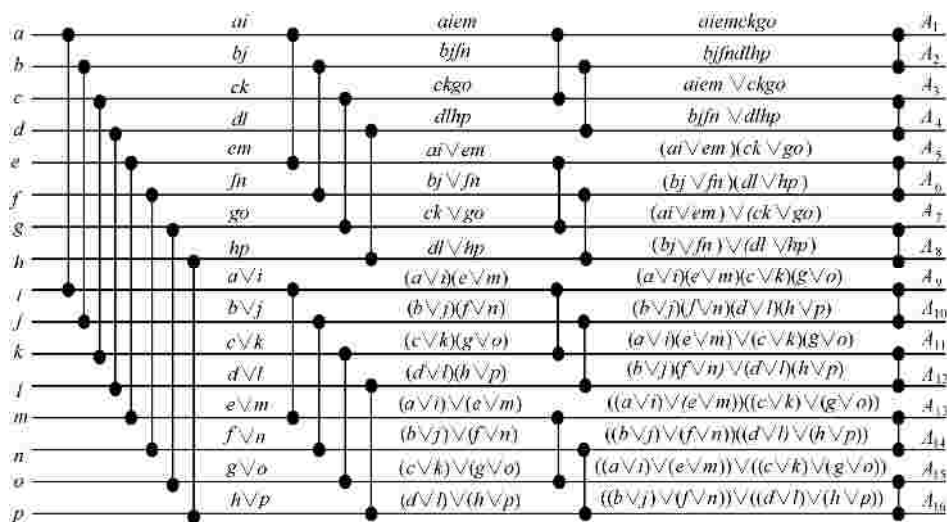 a ai aiem aiemckgo A1
b bj bjfn bjfndlhp A2
c ck ckgo aiem ∨ckgo A3
d dl dlhp bjfn ∨dlhp A4
e em ai∨em (ai∨em)(ck∨go) A5
f fn bj∨fn (bj∨fn)(dl∨hp) A6
g go ck∨go (ai∨em)∨(ck∨go) A7
h hp dl∨hp (bj∨fn)∨(dl∨hp) A8
i a∨i (a∨i)(e∨m) (a∨i)(e∨m)(c∨k)(g∨o) A9
j b∨j (b∨j)(f∨n) (b∨j)(f∨n)(d∨l)(h∨p) A10
k c∨k (c∨k)(g∨o) (a∨i)(e∨m)∨(c∨k)(g∨o) A11
l d∨l (d∨l)(h∨p) (b∨j)(f∨n)∨(d∨l)(h∨p) A12
m e∨m (a∨i)∨(e∨m) ((a∨i)∨(e∨m))((c∨k)∨(g∨o)) A13
n f∨n (b∨j)∨(f∨n) ((b∨j)∨(f∨n))((d∨l)∨(h∨p)) A14
o g∨o (c∨k)∨(g∨o) ((a∨i)∨(e∨m))∨((c∨k)∨(g∨o)) A15
p h∨p (d∨l)∨(h∨p) ((b∨j)∨(f∨n))∨((d∨l)∨(h∨p)) A16